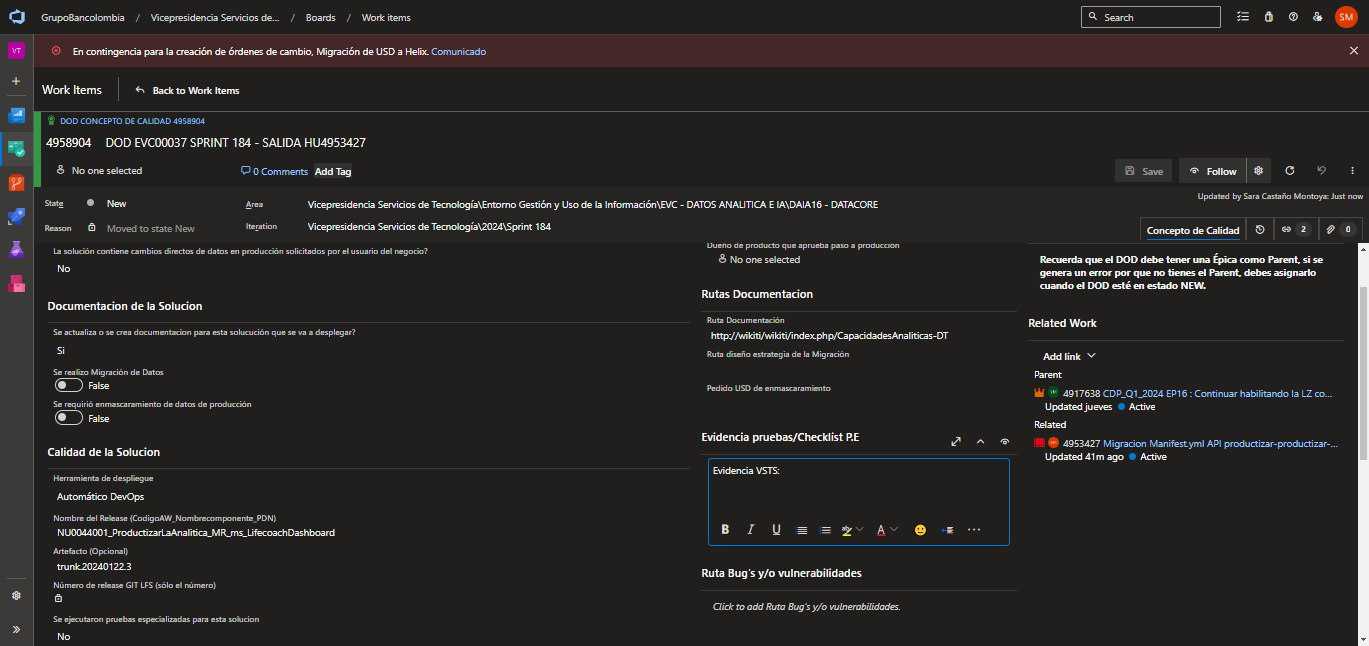 GrupoBancolombia / Vicepresidencia Servicios de... / Boards / Work items
Search
SM
VT
En contingencia para la creación de órdenes de cambio, Migración de USD a Helix. Comunicado
Work Items
Back to Work Items
DOD CONCEPTO DE CALIDAD 4958904
4958904 DOD EVC00037 SPRINT 184 - SALIDA HU4953427
No one selected
0 Comments
Add Tag
Save
Follow
State
New
Area
Vicepresidencia Servicios de Tecnología\Entorno Gestión y Uso de la Información\EVC - DATOS ANALITICA E IA\DAIA16 - DATACORE
Updated by Sara Castaño Montoya: Just now
Reason
Moved to state New
Iteration
Vicepresidencia Servicios de Tecnología\2024\Sprint 184
Concepto de Calidad
2
0
La solución contiene cambios directos de datos en producción solicitados por el usuario del negocio?
No
Documentacion de la Solucion
Se actualiza o se crea documentacion para esta solucución que se va a desplegar?
Si
Se realizo Migración de Datos
False
Se requirió enmascaramiento de datos de producción
False
Calidad de la Solucion
Herramienta de despliegue
Automático DevOps
Nombre del Release (CodigoAW_Nombrecomponente_PDN)
NU0044001_ProductizarLaAnalitica_MR_ms_LifecoachDashboard
Artefacto (Opcional)
trunk.20240122.3
Número de release GIT LFS (sólo el número)
Se ejecutaron pruebas especializadas para esta solucion
No
Dueño de producto que aprueba paso a producción
No one selected
Rutas Documentacion
Ruta Documentación
http://wikiti/wikiti/index.php/CapacidadesAnaliticas-DT
Ruta diseño estrategia de la Migración
Pedido USD de enmascaramiento
Evidencia pruebas/Checklist P.E
Evidencia VSTS:
B I U A
Ruta Bug's y/o vulnerabilidades
Click to add Ruta Bug's y/o vulnerabilidades.
Recuerda que el DOD debe tener una Épica como Parent, si se
genera un error por que no tienes el Parent, debes asignarlo
cuando el DOD esté en estado NEW.
Related Work
Add link
Parent
4917638 CDP_Q1_2024 EP16 : Continuar habilitando la LZ co...
Updated jueves
Active
Related
4953427 Migracion Manifest.yml API productizar-productizar-...
Updated 41m ago
Active